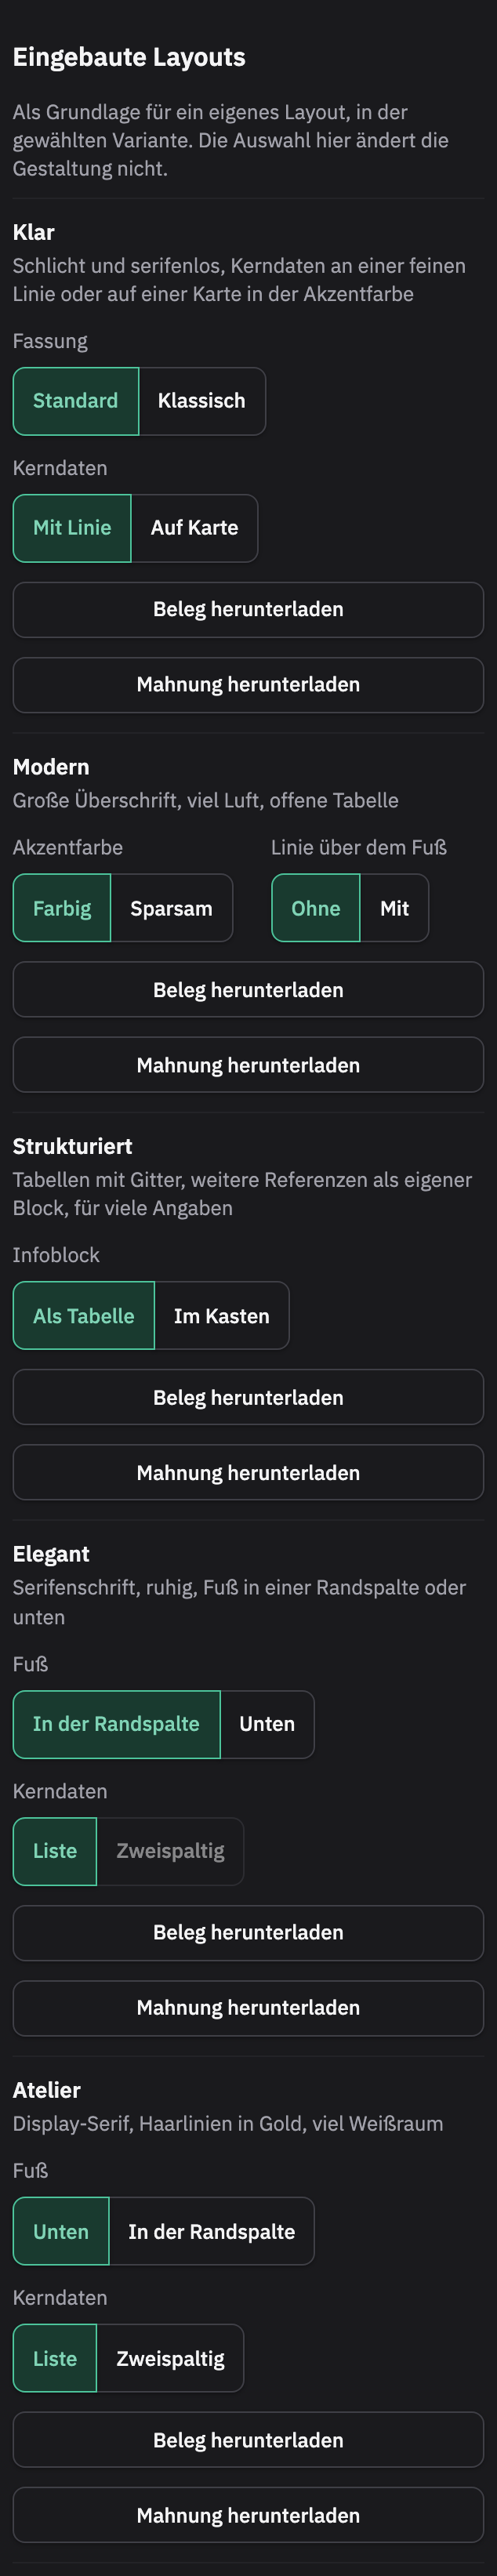 Eingebaute Layouts
Als Grundlage für ein eigenes Layout, in der
gewählten Variante. Die Auswahl hier ändert die
Gestaltung nicht.
Klar
Schlicht und serifenlos, Kerndaten an einer feinen
Linie oder auf einer Karte in der Akzentfarbe
Fassung
Standard Klassisch
Kerndaten
Mit Linie Auf Karte
Beleg herunterladen
Mahnung herunterladen
Modern
Große Überschrift, viel Luft, offene Tabelle
Akzentfarbe Linie über dem Fuß
Farbig Sparsam Ohne Mit
Beleg herunterladen
Mahnung herunterladen
Strukturiert
Tabellen mit Gitter, weitere Referenzen als eigener
Block, für viele Angaben
Infoblock
Als Tabelle Im Kasten
Beleg herunterladen
Mahnung herunterladen
Elegant
Serifenschrift, ruhig, Fuß in einer Randspalte oder
unten
Fuß
In der Randspalte Unten
Kerndaten
Liste Zweispaltig
Beleg herunterladen
Mahnung herunterladen
Atelier
Display-Serif, Haarlinien in Gold, viel Weißraum
Fuß
Unten In der Randspalte
Kerndaten
Liste Zweispaltig
Beleg herunterladen
Mahnung herunterladen